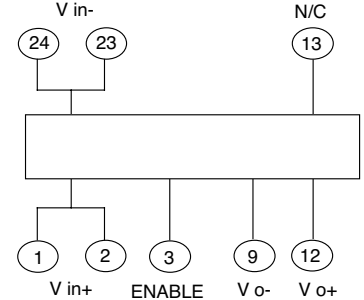 V in- N/C
24 23 13
1 2 3 9 12
V in+ ENABLE V o- V o+